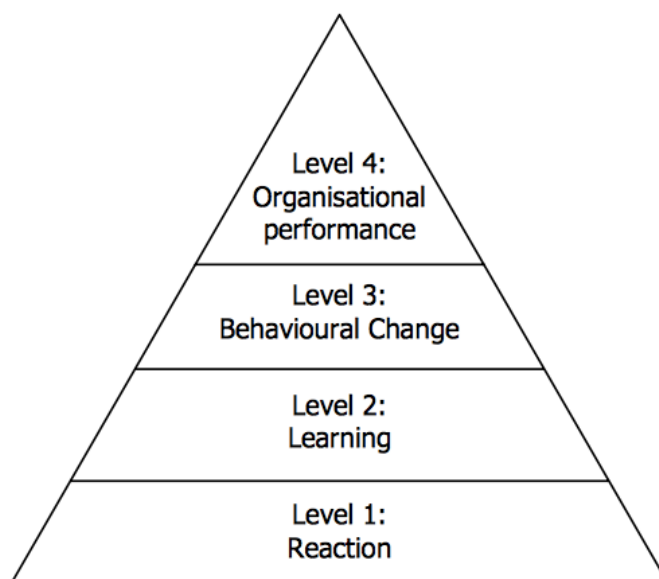 Level 4:
Organisational
performance
Level 3:
Behavioural Change
Level 2:
Learning
Level 1:
Reaction